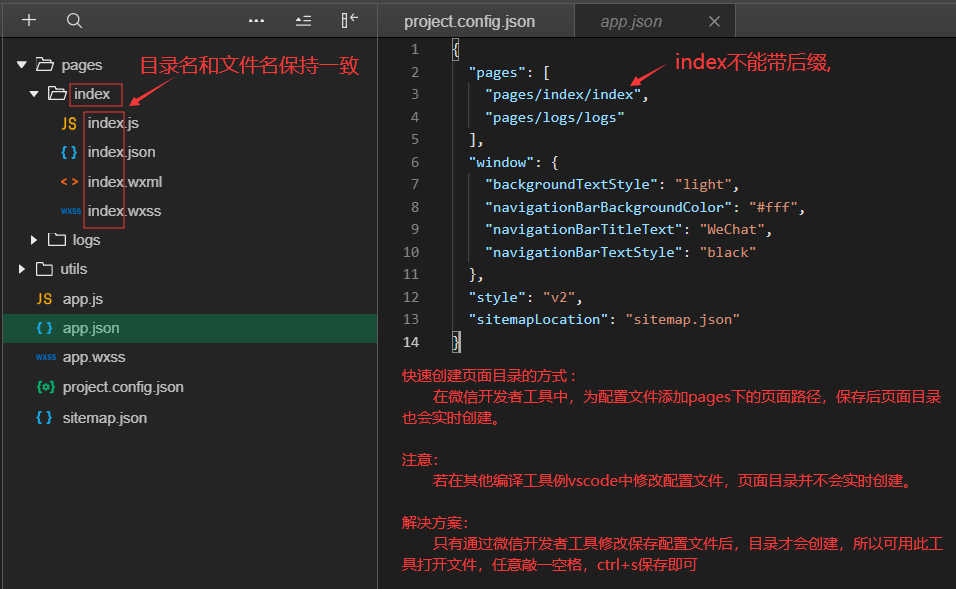 project.config.json
app.json
pages
目录名和文件名保持一致
index
index.js
index.json
index.wxml
wxss index.wxss
logs
utils
JS app.js
{ } app.json
wxss app.wxss
project.config.json
{ } sitemap.json
index不能带后缀,
1 {
2 "pages": [
3 "pages/index/index",
4 "pages/logs/logs"
5 ],
6 "window": {
7 "backgroundTextStyle": "light",
8 "navigationBarBackgroundColor": "#fff",
9 "navigationBarTitleText": "WeChat",
10 "navigationBarTextStyle": "black"
11 },
12 "style": "v2",
13 "sitemapLocation": "sitemap.json"
14 }
快速创建页面目录的方式：
在微信开发者工具中，为配置文件添加pages下的页面路径，保存后页面目录
也会实时创建。
注意：
若在其他编译工具例vscode中修改配置文件，页面目录并不会实时创建。
解决方案：
只有通过微信开发者工具修改保存配置文件后，目录才会创建，所以可用此工
具打开文件，任意敲一空格，ctrl+s保存即可